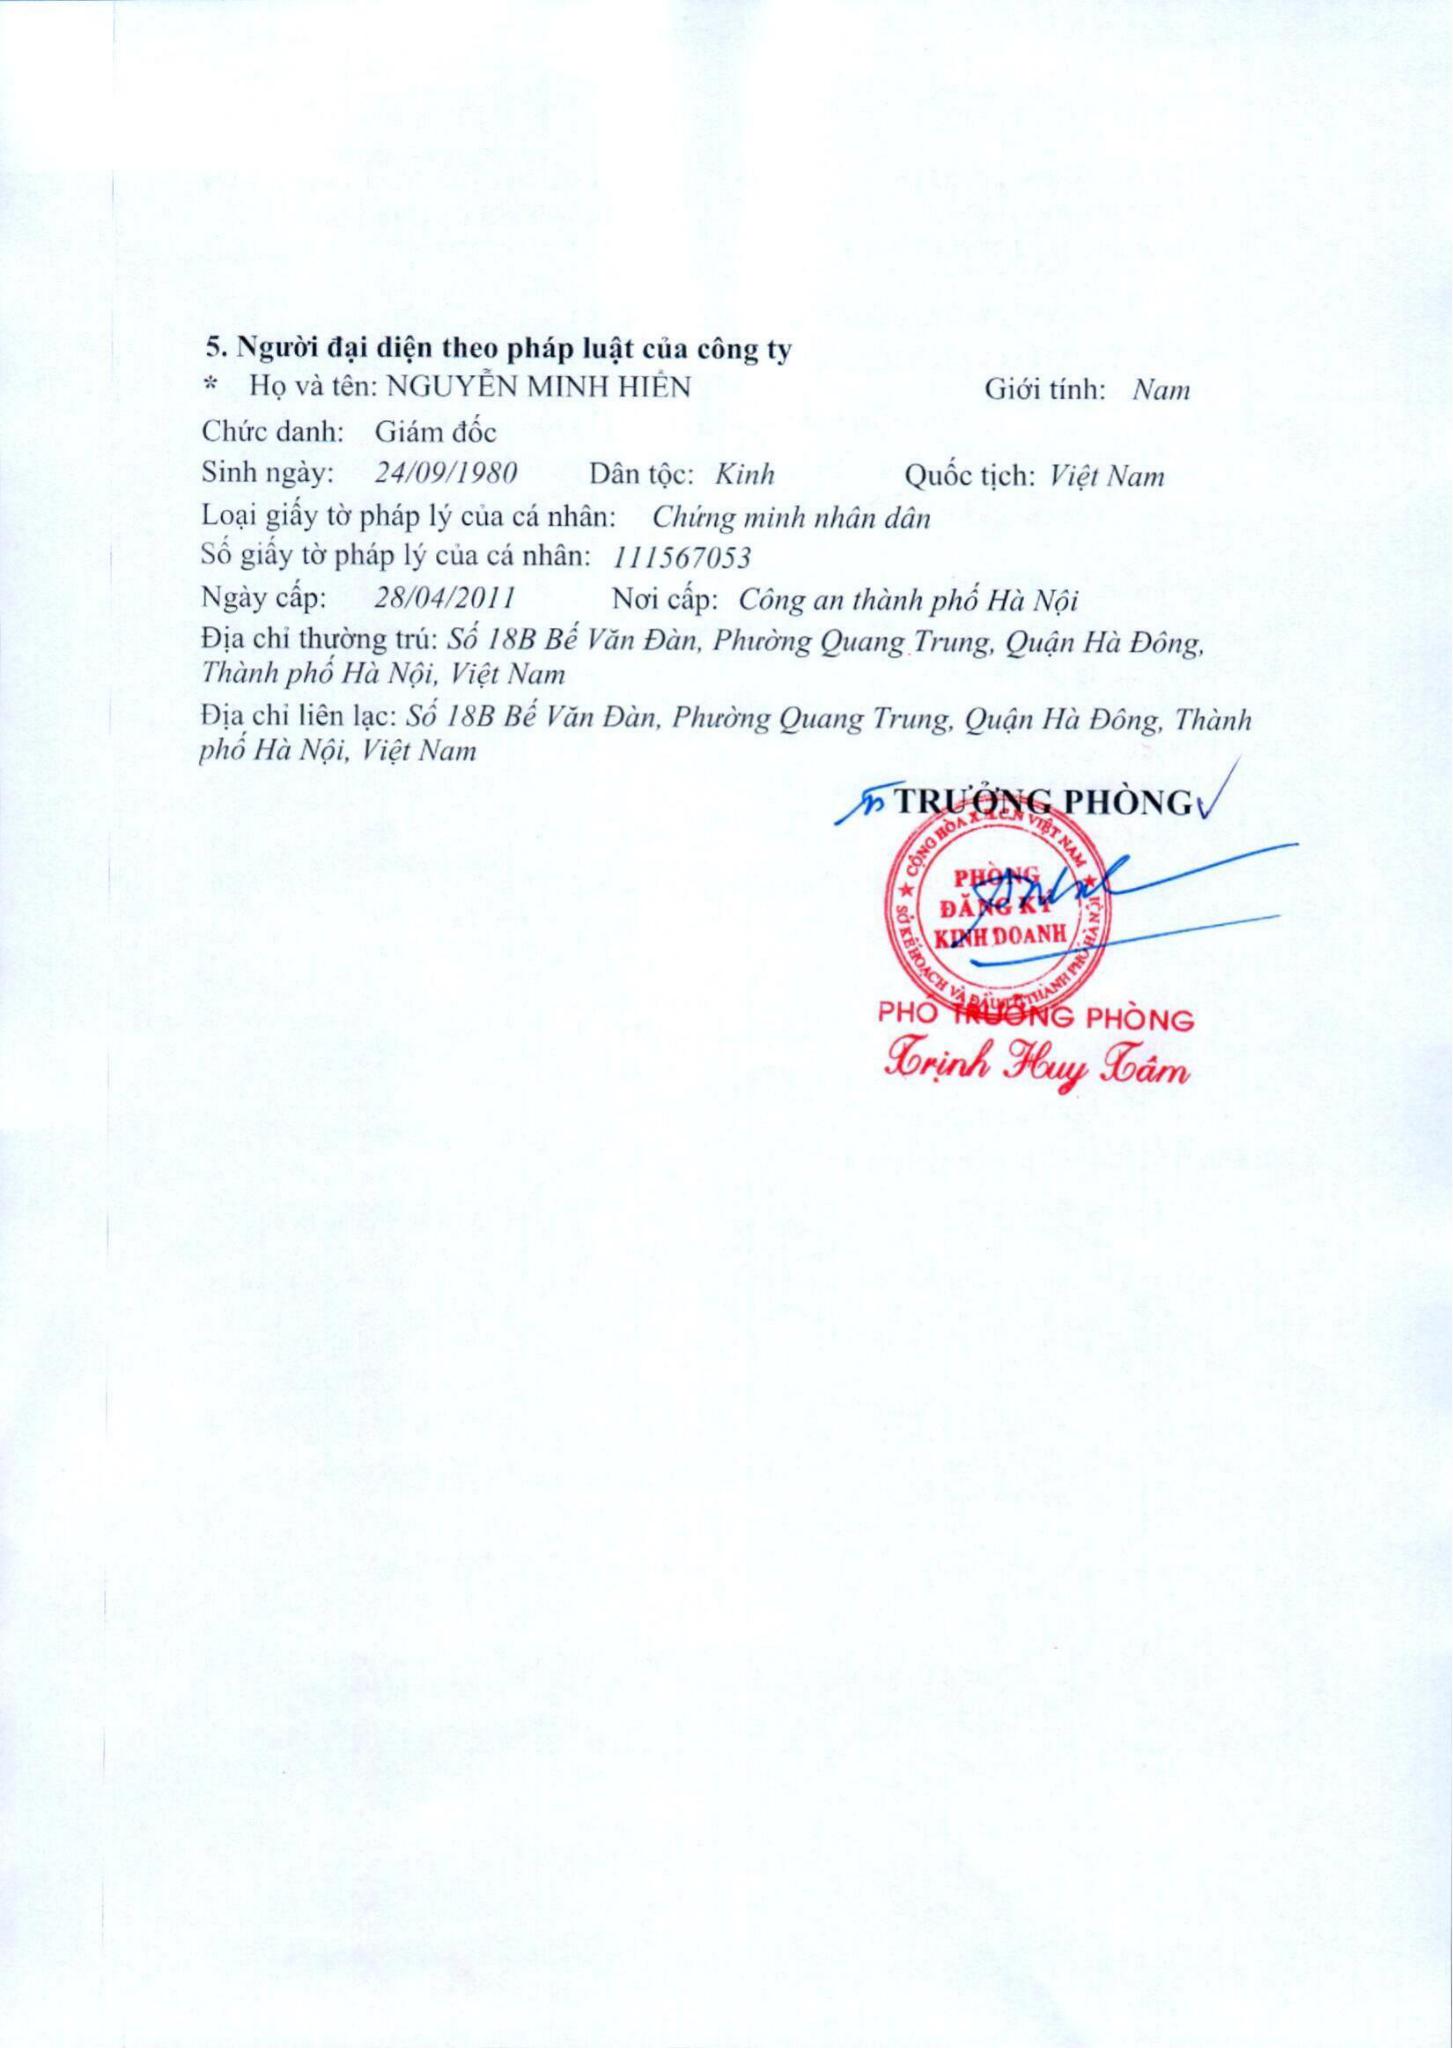 5. Người đại diện theo pháp luật của công ty
* Họ và tên: NGUYỄN MINH HIỀN Giới tính: Nam
Chức danh: Giám đốc
Sinh ngày: 24/09/1980 Dân tộc: Kinh Quốc tịch: Việt Nam
Loại giấy tờ pháp lý của cá nhân: Chứng minh nhân dân
Số giấy tờ pháp lý của cá nhân: 111567053
Ngày cấp: 28/04/2011 Nơi cấp: Công an thành phố Hà Nội
Địa chỉ thường trú: Số 18B Bế Văn Đàn, Phường Quang Trung, Quận Hà Đông,
Thành phố Hà Nội, Việt Nam
Địa chỉ liên lạc: Số 18B Bế Văn Đàn, Phường Quang Trung, Quận Hà Đông, Thành
phố Hà Nội, Việt Nam
TRƯỞNG PHÒNG
CỘNG HÒA X.H.C.N VIỆT NAM
PHÒNG
ĐĂNG KÝ
KINH DOANH
SỞ KẾ HOẠCH VÀ ĐẦU TƯ THÀNH PHỐ HÀ NỘI
PHÓ TRƯỞNG PHÒNG
Trịnh Huy Tâm